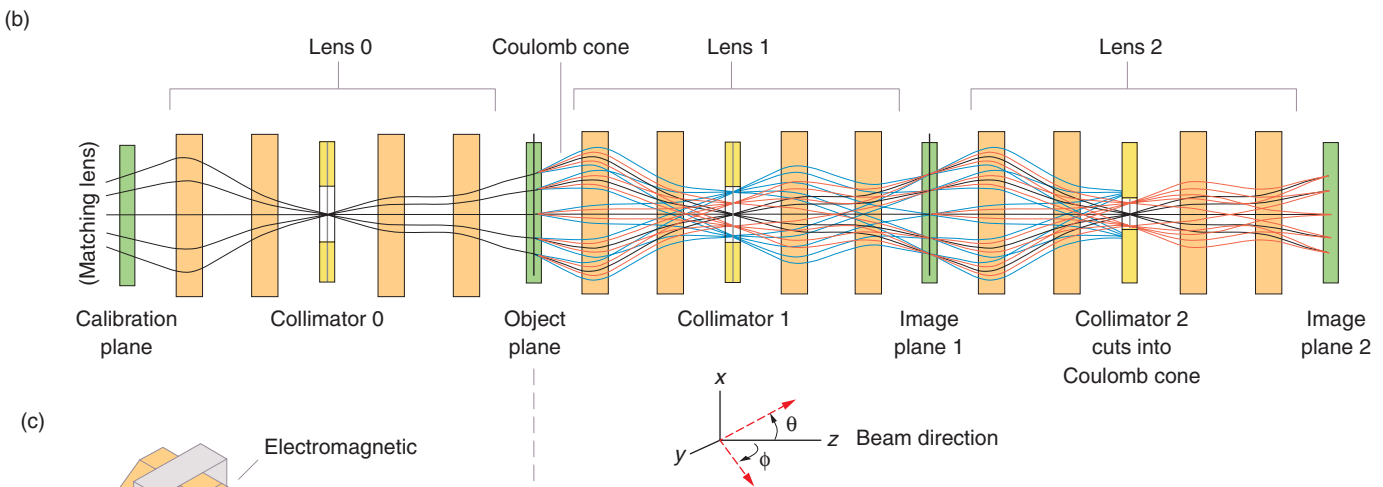 (b)
Lens 0
Coulomb cone
Lens 1
Lens 2
(Matching lens)
Calibration
plane
Collimator 0
Object
plane
Collimator 1
Image
plane 1
Collimator 2
cuts into
Coulomb cone
Image
plane 2
x
θ
z
Beam direction
y
ϕ
(c)
Electromagnetic